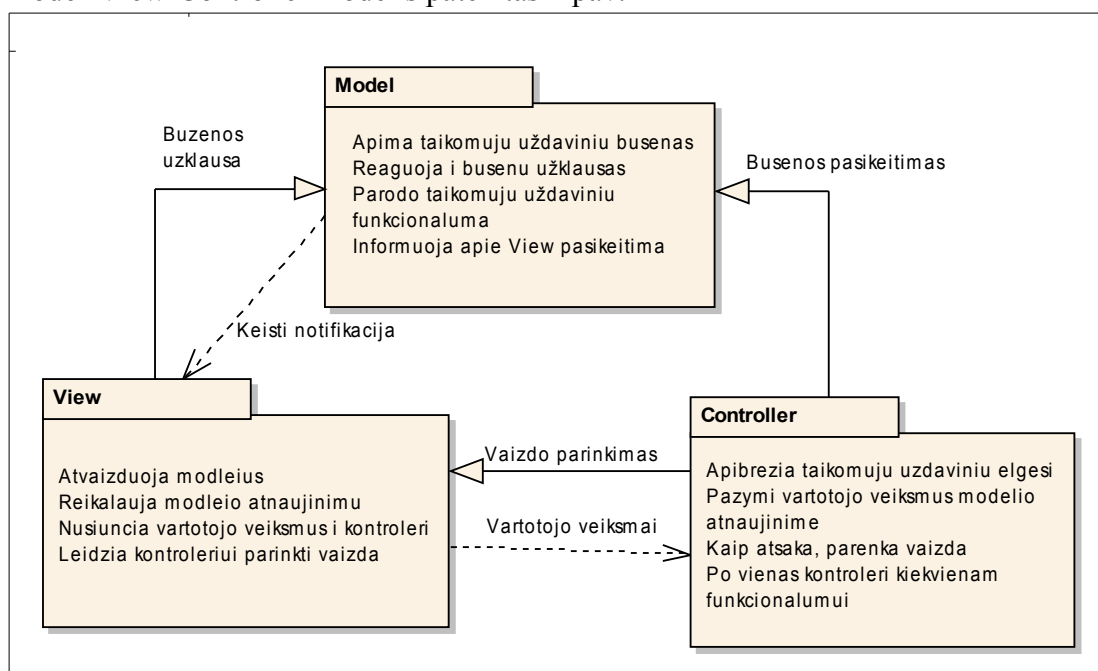 Model
Apima taikomuju uždaviniu busenas
Reaguoja i busenu užklausas
Parodo taikomuju uždaviniu
funkcionaluma
Informuoja apie View pasikeitima
Buzenos
uzklausa
Busenos pasikeitimas
Keisti notifikacija
View
Atvaizduoja modleius
Reikalauja modleio atnaujinimu
Nusiuncia vartotojo veiksmus i kontroleri
Leidzia kontroleriui parinkti vaizda
Vaizdo parinkimas
Vartotojo veiksmai
Controller
Apibrezia taikomuju uzdaviniu elgesi
Pazymi vartotojo veiksmus modelio
atnaujinime
Kaip atsaka, parenka vaizda
Po vienas kontroleri kiekvienam
funkcionalumui